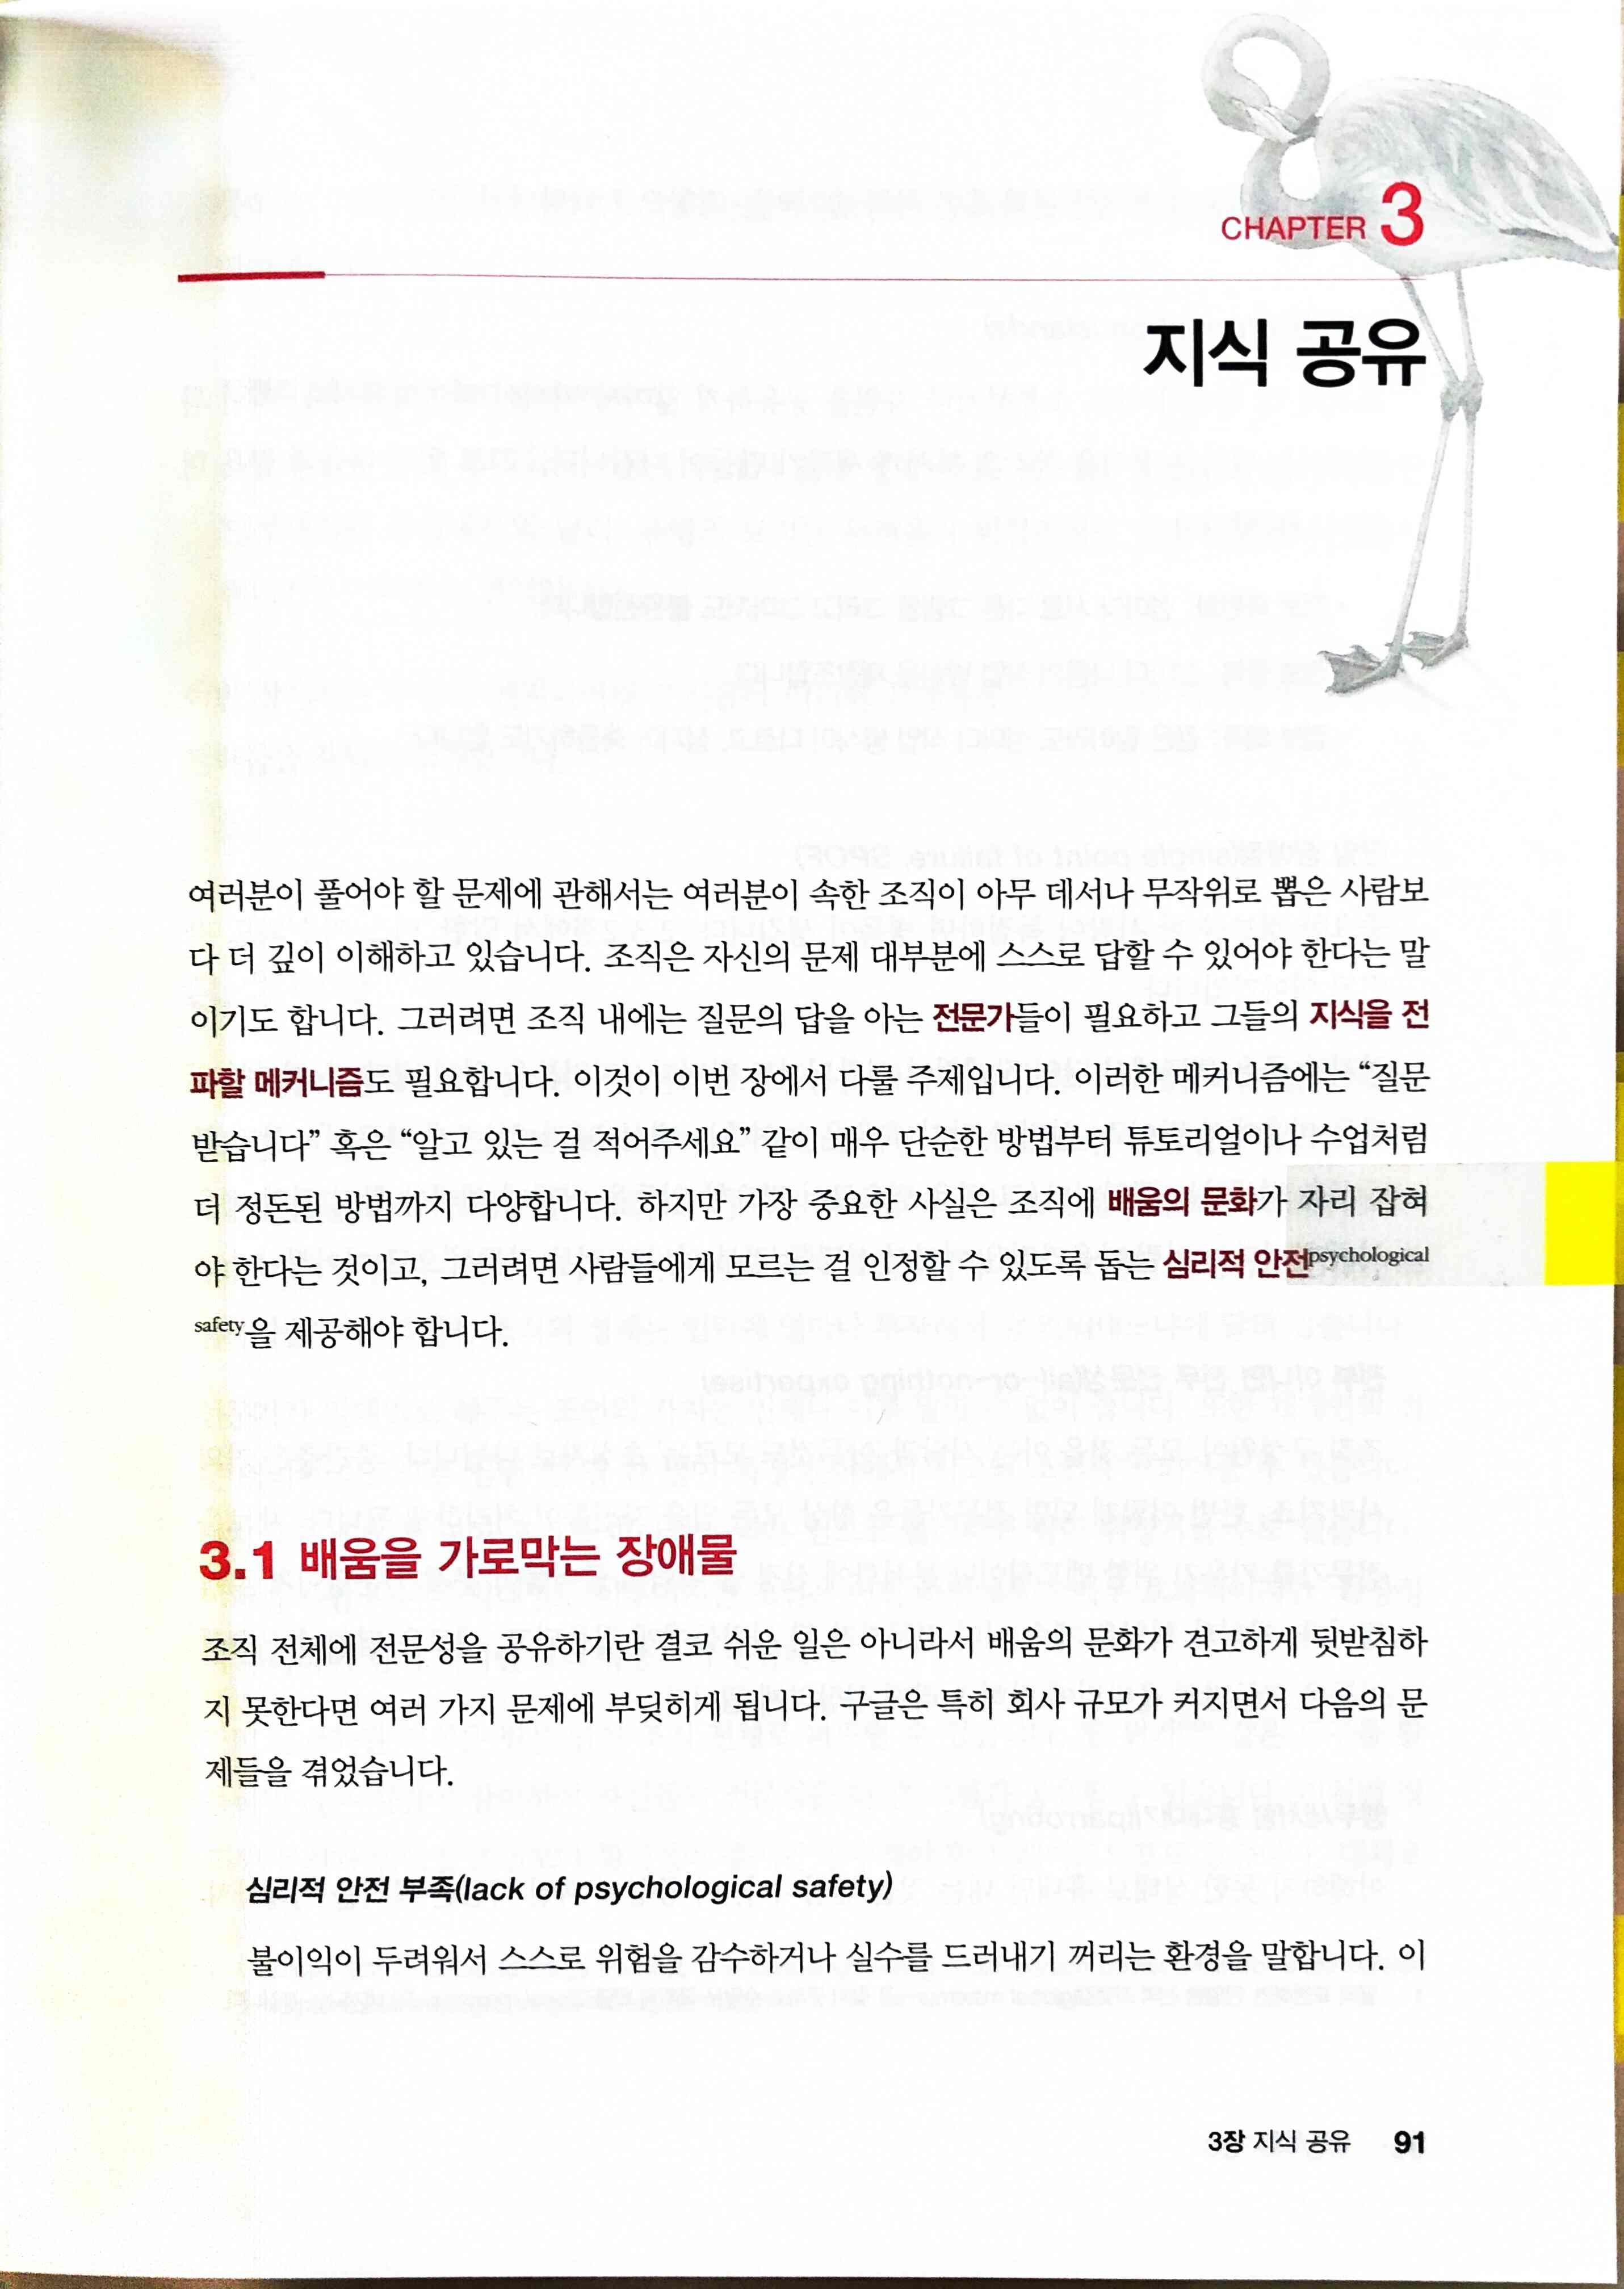 CHAPTER 3
지식 공유
여러분이 풀어야 할 문제에 관해서는 여러분이 속한 조직이 아무 데서나 무작위로 뽑은 사람보
다 더 깊이 이해하고 있습니다. 조직은 자신의 문제 대부분에 스스로 답할 수 있어야 한다는 말
이기도 합니다. 그러려면 조직 내에는 질문의 답을 아는 전문가들이 필요하고 그들의 지식을 전
파할 메커니즘도 필요합니다. 이것이 이번 장에서 다룰 주제입니다. 이러한 메커니즘에는 “질문
받습니다” 혹은 “알고 있는 걸 적어주세요” 같이 매우 단순한 방법부터 튜토리얼이나 수업처럼
더 정돈된 방법까지 다양합니다. 하지만 가장 중요한 사실은 조직에 배움의 문화가 자리 잡혀
야 한다는 것이고, 그러려면 사람들에게 모르는 걸 인정할 수 있도록 돕는 심리적 안전psychological
safety을 제공해야 합니다.
3.1 배움을 가로막는 장애물
조직 전체에 전문성을 공유하기란 결코 쉬운 일은 아니라서 배움의 문화가 견고하게 뒷받침하
지 못한다면 여러 가지 문제에 부딪히게 됩니다. 구글은 특히 회사 규모가 커지면서 다음의 문
제들을 겪었습니다.
심리적 안전 부족(lack of psychological safety)
불이익이 두려워서 스스로 위험을 감수하거나 실수를 드러내기 꺼리는 환경을 말합니다. 이
3장 지식 공유 91